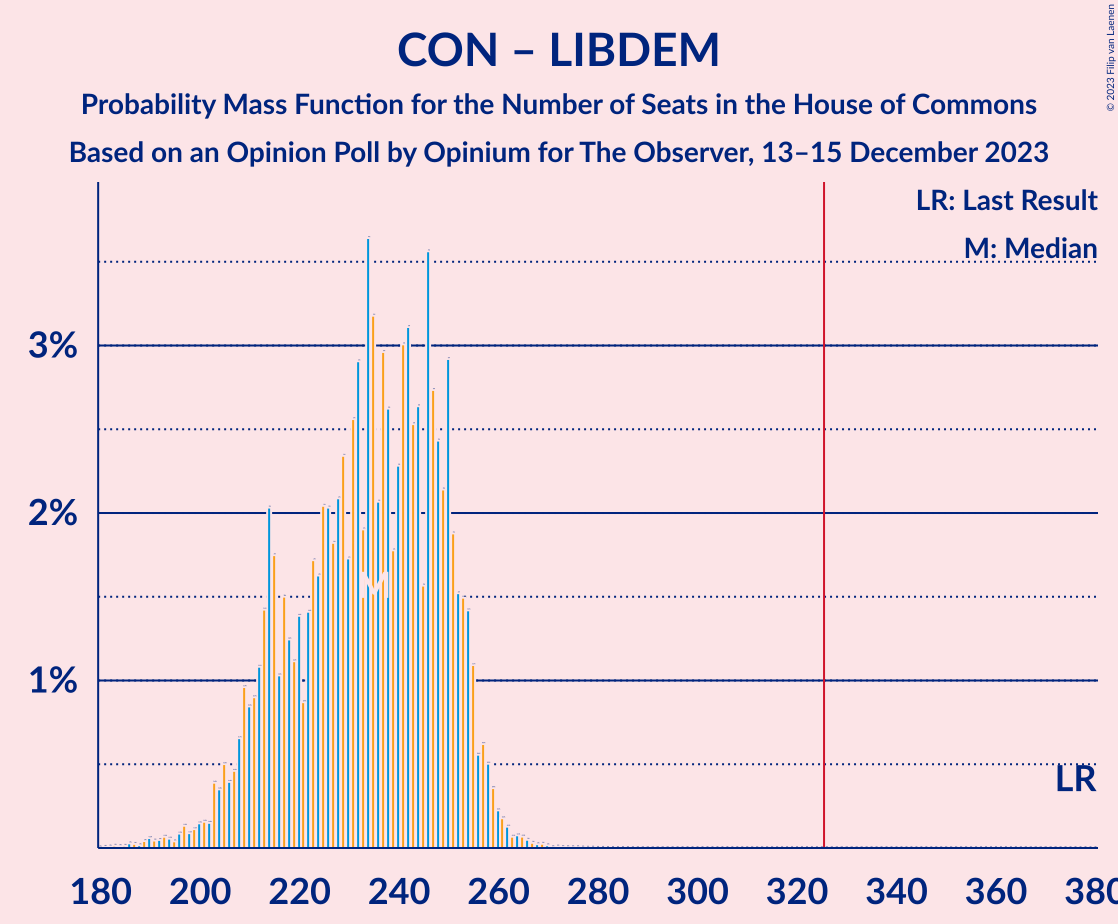 CON – LIBDEM
Probability Mass Function for the Number of Seats in the House of Commons
Based on an Opinion Poll by Opinium for The Observer, 13–15 December 2023
© 2023 Filip van Laenen
LR: Last Result
M: Median
3%
2%
M
1%
LR
180 200 220 240 260 280 300 320 340 360 380